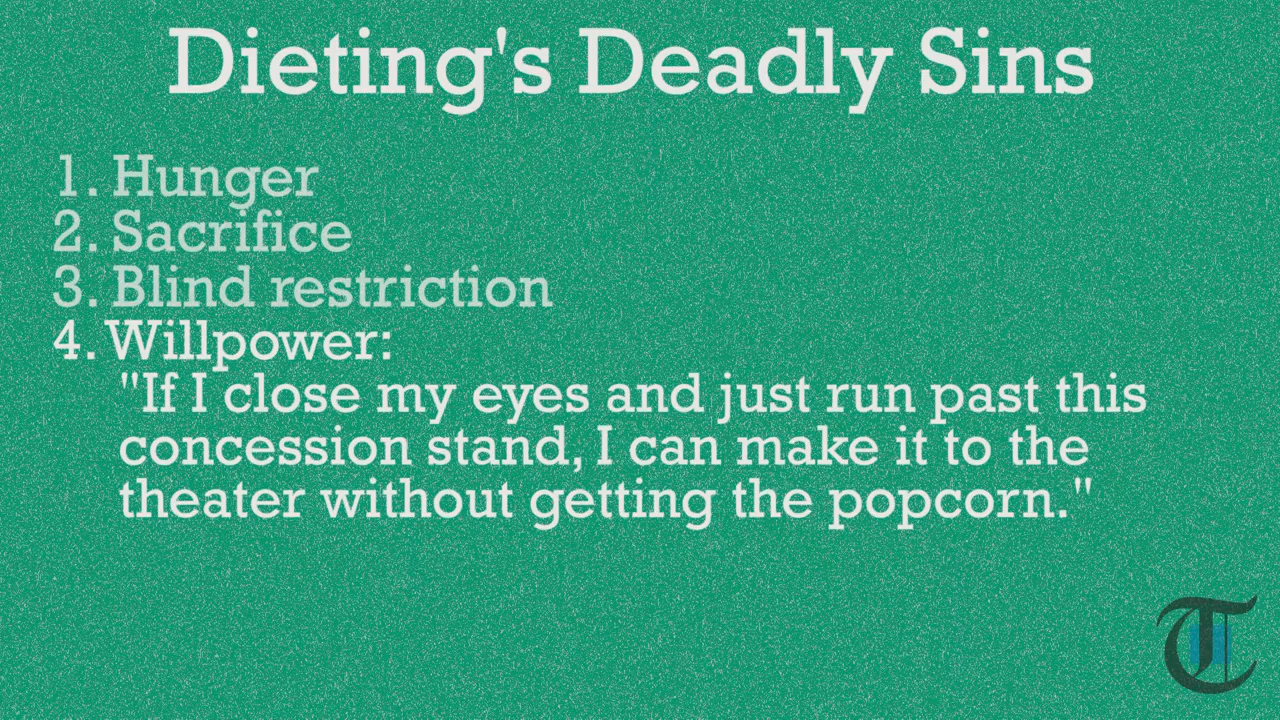 Dieting's Deadly Sins
1. Hunger
2. Sacrifice
3. Blind restriction
4. Willpower:
"If I close my eyes and just run past this
concession stand, I can make it to the
theater without getting the popcorn."
T